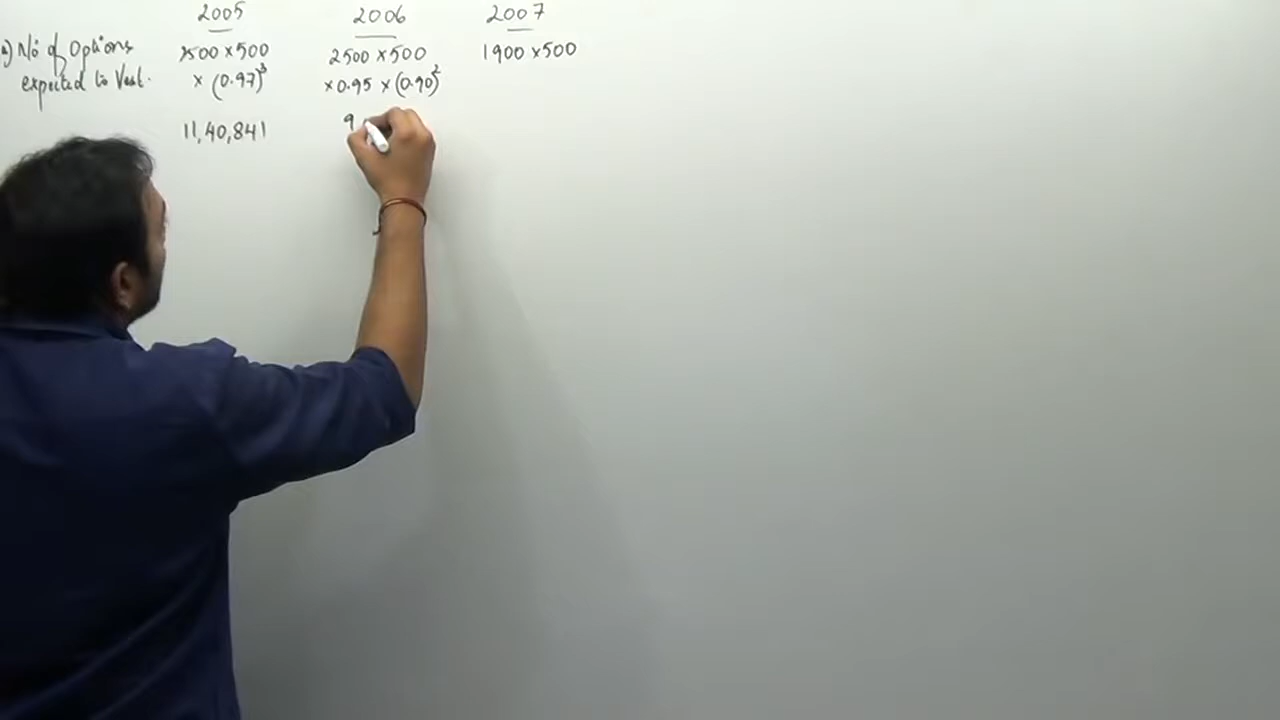 2005 2006 2007
a) No of Options 2500 × 500 2500 × 500 1900 × 500
expected to Vest. × (0.97)³ × 0.95 × (0.90)²
11,40,841 9